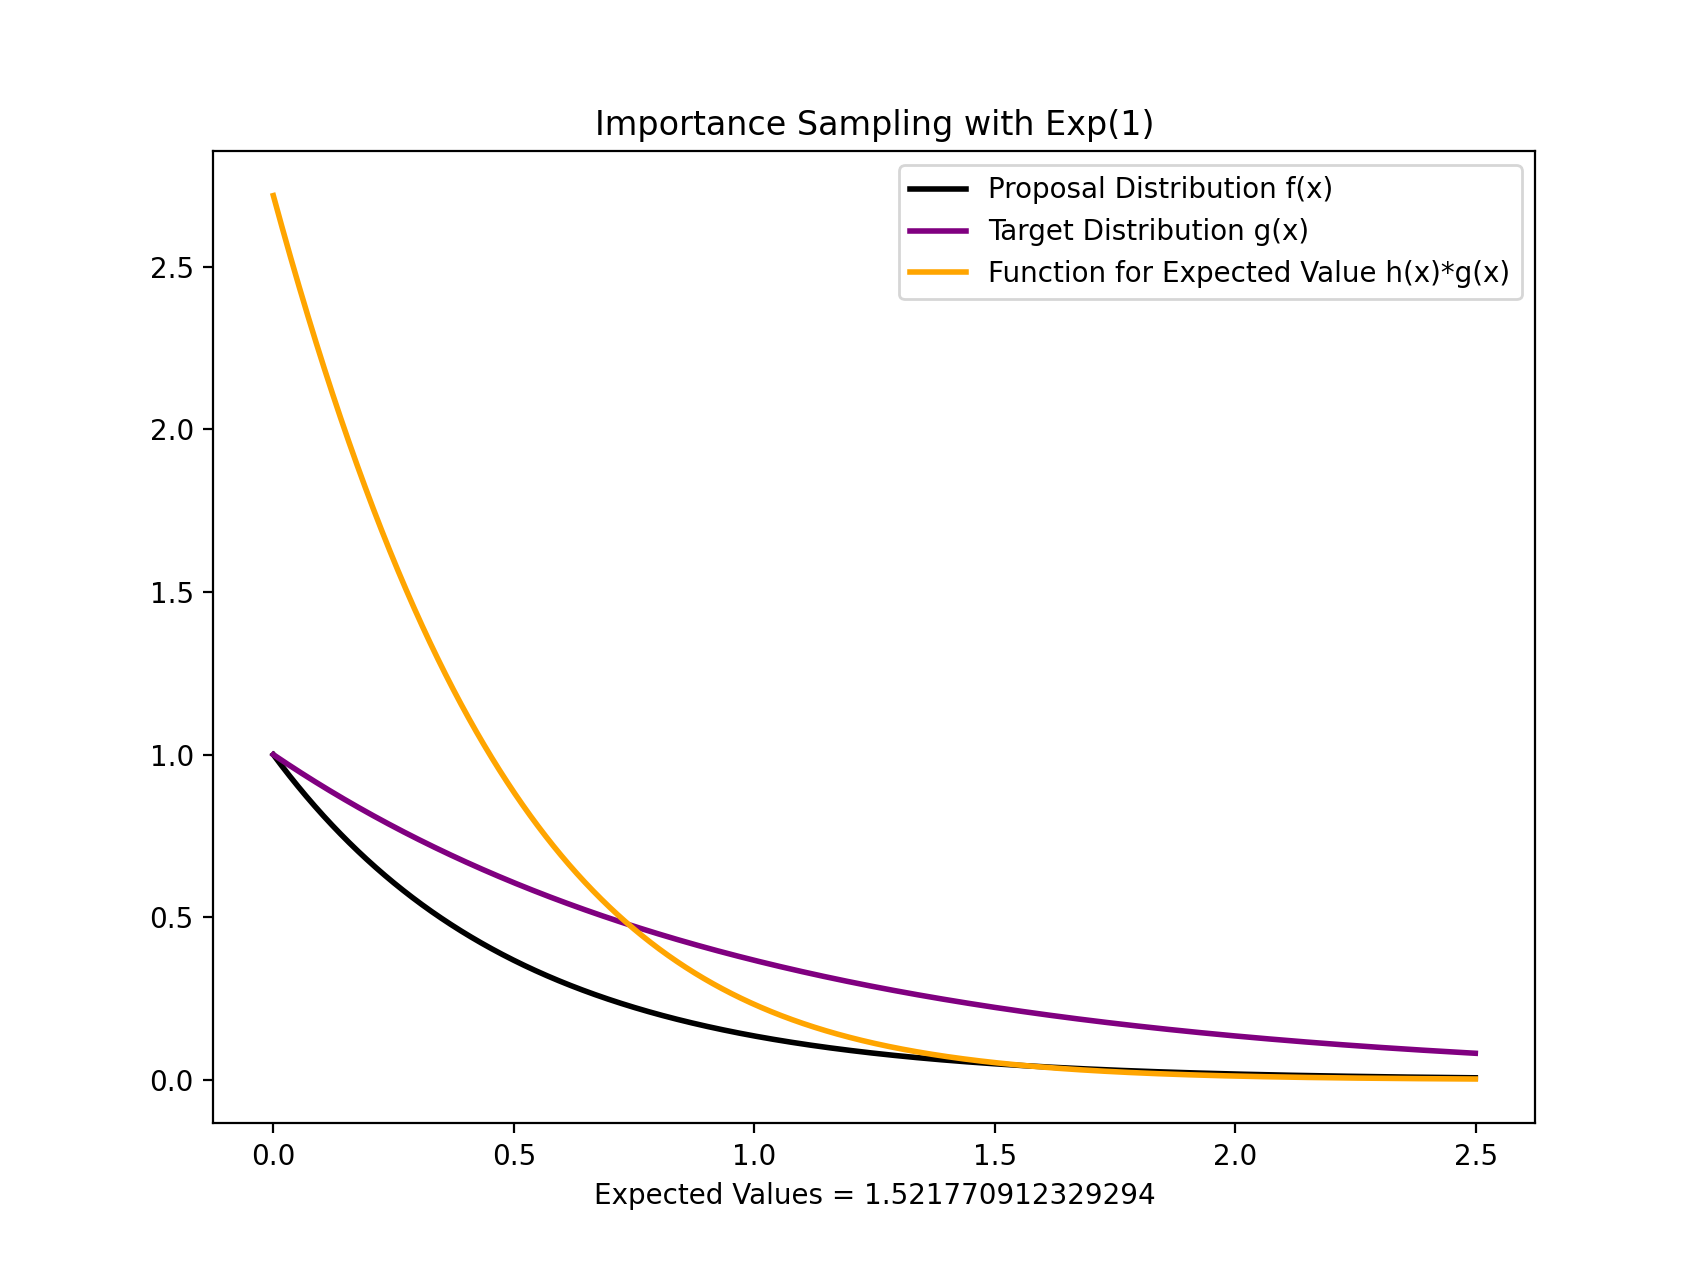 Importance Sampling with Exp(1)
Proposal Distribution f(x)
Target Distribution g(x)
Function for Expected Value h(x)*g(x)
2.5
2.0
1.5
1.0
0.5
0.0
0.0 0.5 1.0 1.5 2.0 2.5
Expected Values = 1.521770912329294